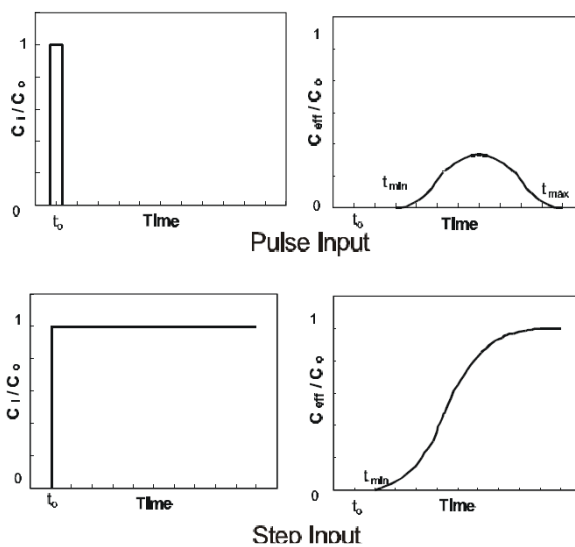 1
C i / C o
0
t o
Time
1
C eff / C o
0
t min
t max
t o
Time
Pulse Input
1
C i / C o
0
t o
Time
1
C eff / C o
0
t min
t o
Time
Step Input